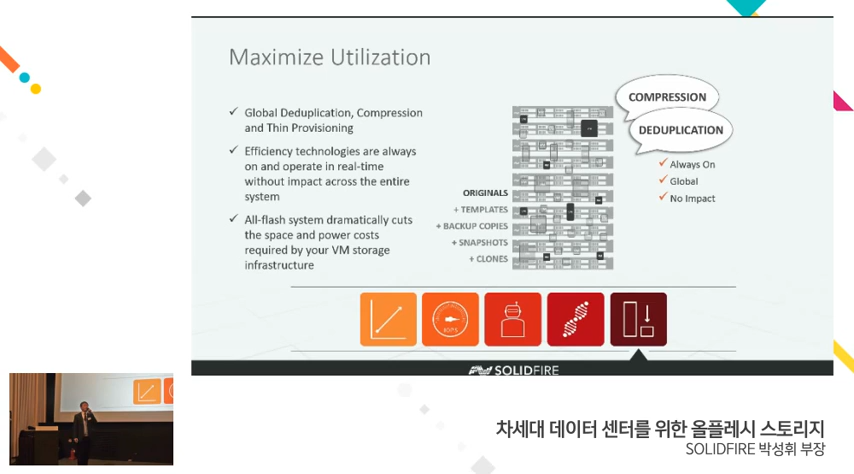 Maximize Utilization
✓ Global Deduplication, Compression
and Thin Provisioning
✓ Efficiency technologies are always
on and operate in real-time
without impact across the entire
system
✓ All-flash system dramatically cuts
the space and power costs
required by your VM storage
infrastructure
ORIGINALS
+ TEMPLATES
+ BACKUP COPIES
+ SNAPSHOTS
+ CLONES
COMPRESSION
DEDUPLICATION
✓ Always On
✓ Global
✓ No Impact
IOPS
SOLIDFIRE
차세대 데이터 센터를 위한 올플레시 스토리지
SOLIDFIRE 박성휘 부장